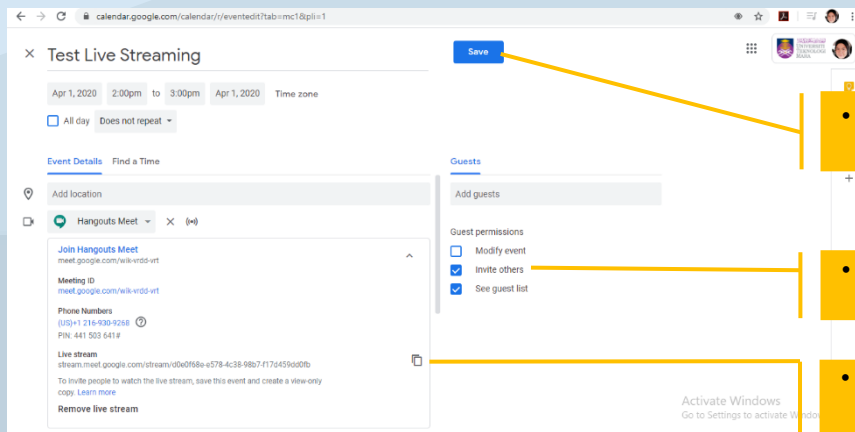 calendar.google.com/calendar/r/eventedit?tab=mc1&pli=1
Test Live Streaming
Save
Apr 1, 2020 2:00pm to 3:00pm Apr 1, 2020 Time zone
All day Does not repeat
Event Details Find a Time
Guests
Add location
Add guests
Hangouts Meet
Guest permissions
Join Hangouts Meet
meet.google.com/wik-vrdd-vrt
Modify event
Invite others
See guest list
Meeting ID
meet.google.com/wik-vrdd-vrt
Phone Numbers
(US)+1 216-930-9268
PIN: 441 503 641#
Live stream
stream.meet.google.com/stream/d0e0f68e-e578-4c38-98b7-f17d459dd0fb
To invite people to watch the live stream, save this event and create a view-only
copy. Learn more
Remove live stream
Activate Windows
Go to Settings to activate